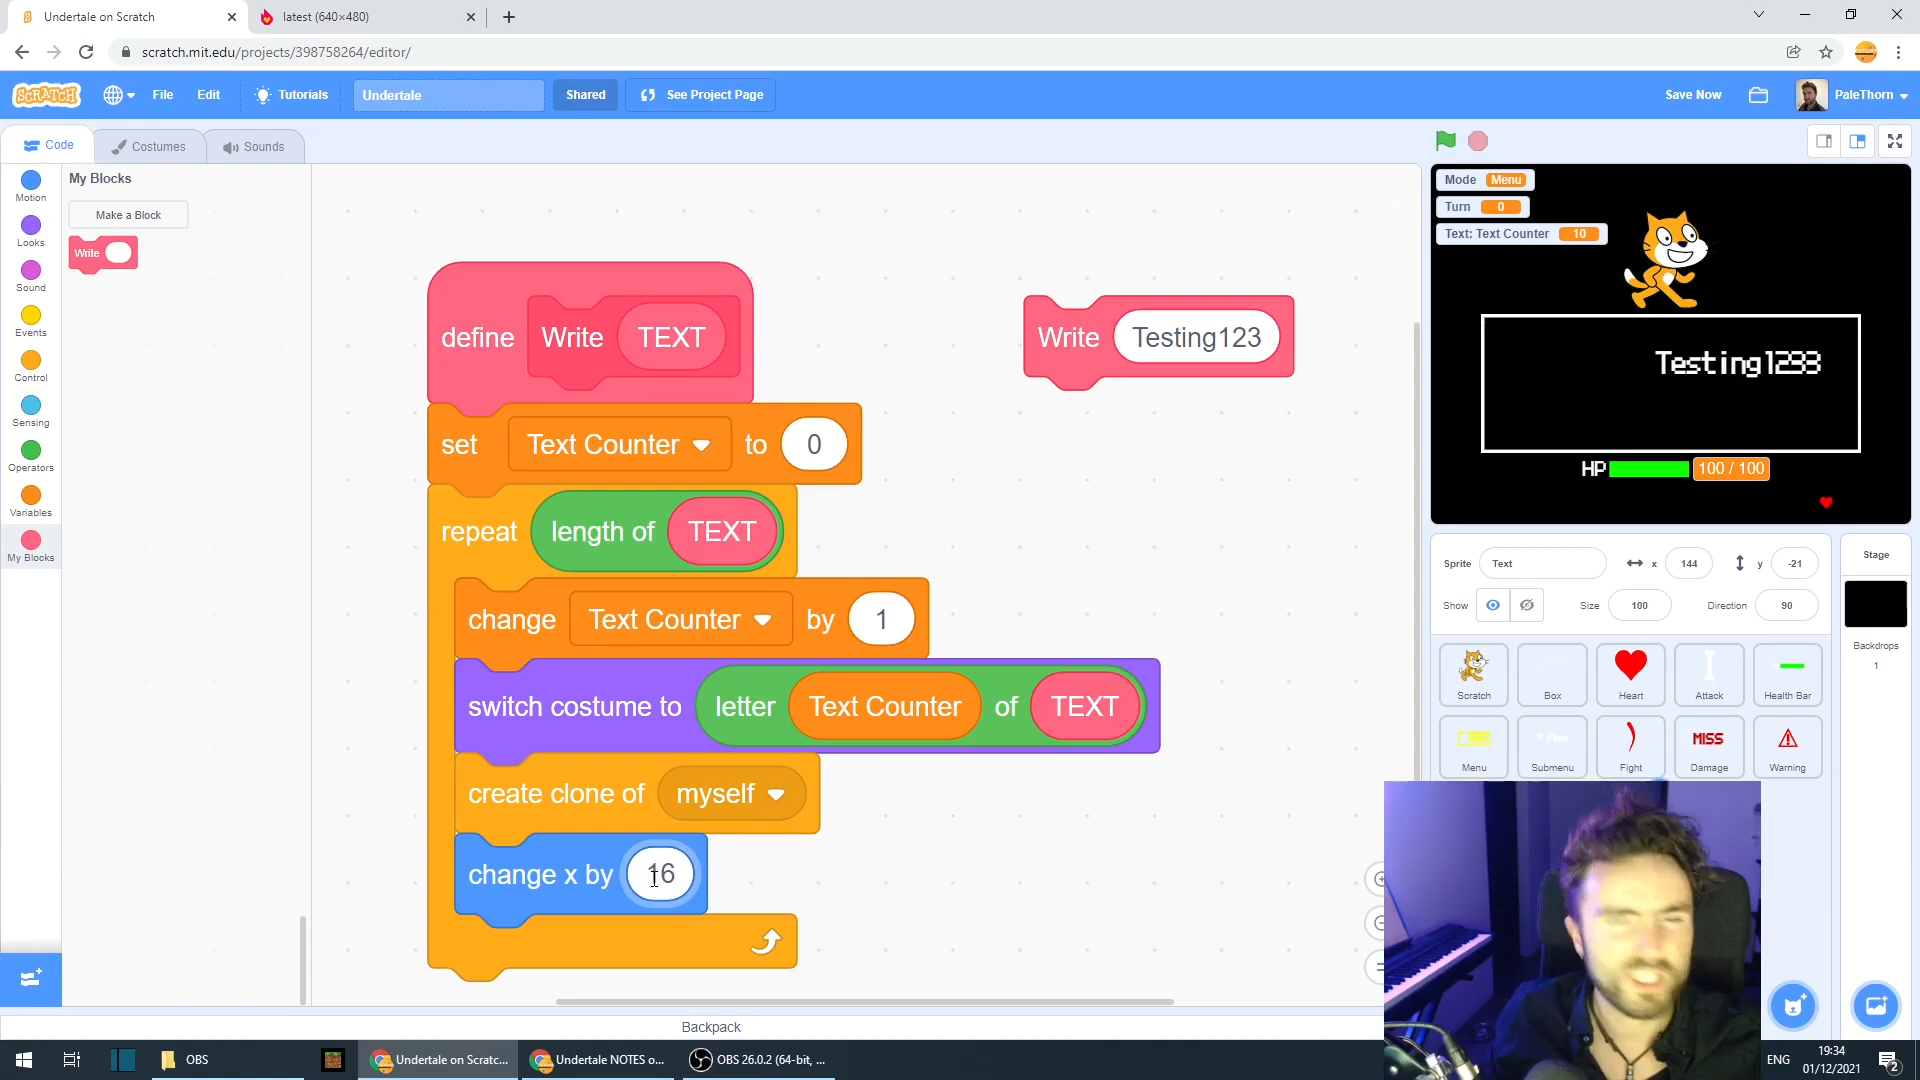 Undertale on Scratch
latest (640×480)
scratch.mit.edu/projects/398758264/editor/
SCRATCH
File
Edit
Tutorials
Undertale
Shared
See Project Page
Save Now
PaleThorn
Code
Costumes
Sounds
Motion
Looks
Sound
Events
Control
Sensing
Operators
Variables
My Blocks
My Blocks
Make a Block
Write
define Write TEXT
set Text Counter to 0
repeat length of TEXT
change Text Counter by 1
switch costume to letter Text Counter of TEXT
create clone of myself
change x by 16
Write Testing123
Backpack
Mode Menu
Turn 0
Text: Text Counter 10
HP 100 / 100
Sprite Text x 144 y -21
Show Size 100 Direction 90
Scratch
Box
Heart
Attack
Health Bar
Menu
Submenu
Fight
MISS
Damage
Warning
Stage
Backdrops
1
OBS
Undertale on Scratc...
Undertale NOTES o...
OBS 26.0.2 (64-bit, ...
ENG
19:34
01/12/2021
2